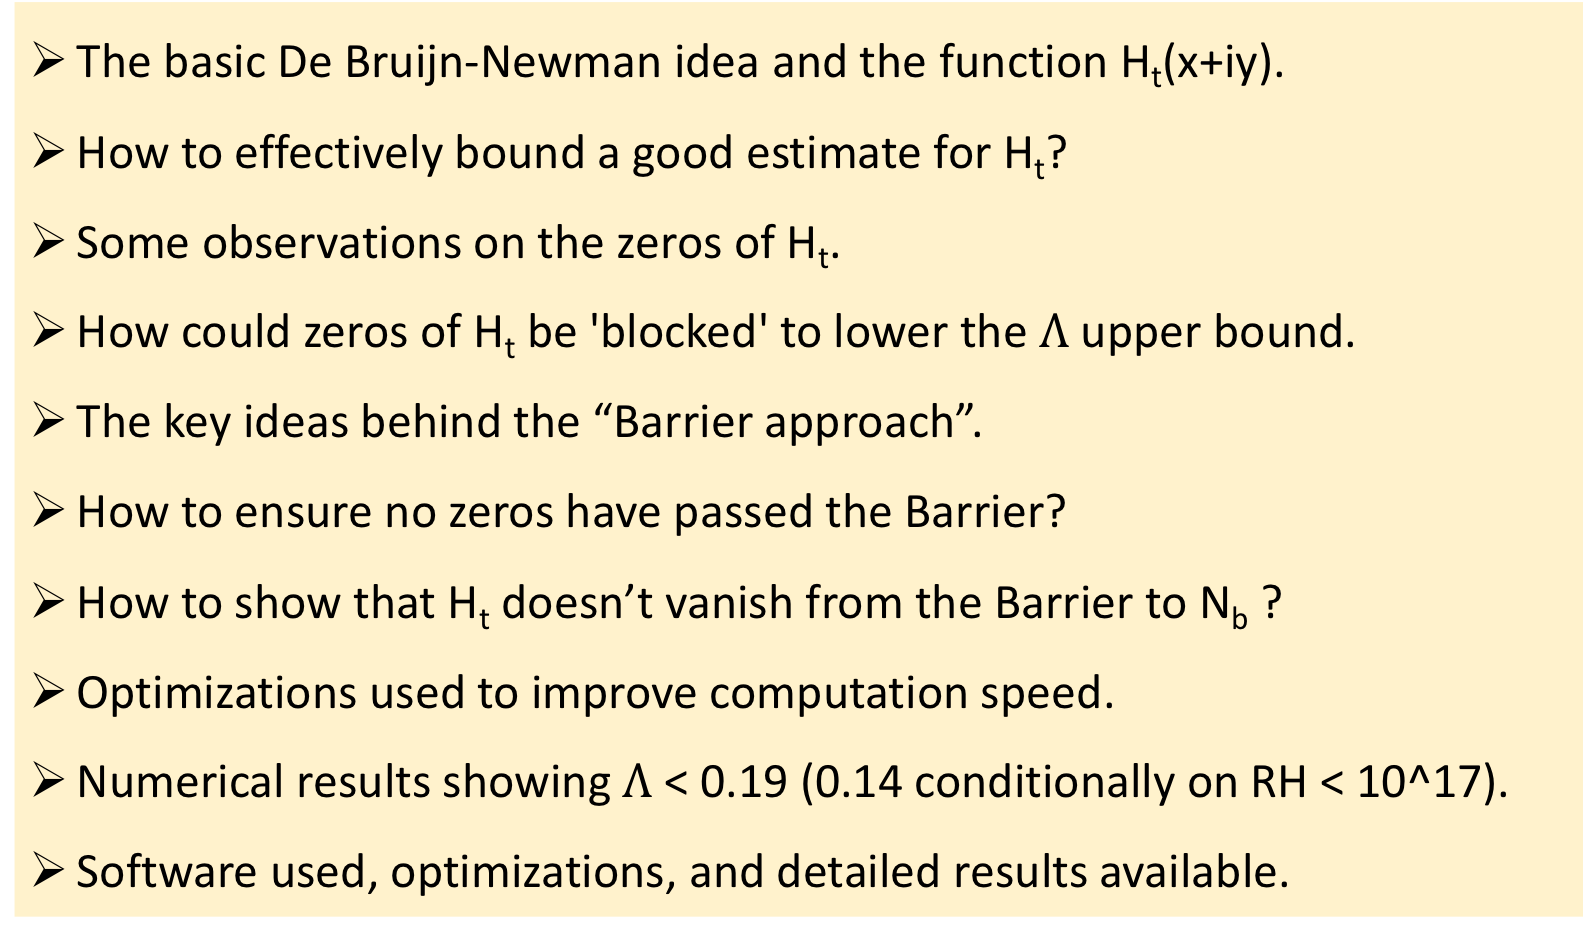 ➢ The basic De Bruijn-Newman idea and the function Hₜ(x+iy).
➢ How to effectively bound a good estimate for Hₜ?
➢ Some observations on the zeros of Hₜ.
➢ How could zeros of Hₜ be 'blocked' to lower the Λ upper bound.
➢ The key ideas behind the “Barrier approach”.
➢ How to ensure no zeros have passed the Barrier?
➢ How to show that Hₜ doesn’t vanish from the Barrier to N_b ?
➢ Optimizations used to improve computation speed.
➢ Numerical results showing Λ < 0.19 (0.14 conditionally on RH < 10^17).
➢ Software used, optimizations, and detailed results available.